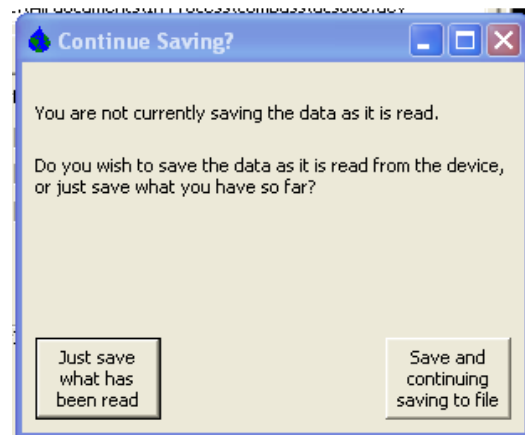 Continue Saving?
You are not currently saving the data as it is read.
Do you wish to save the data as it is read from the device,
or just save what you have so far?
Just save
what has
been read
Save and
continuing
saving to file